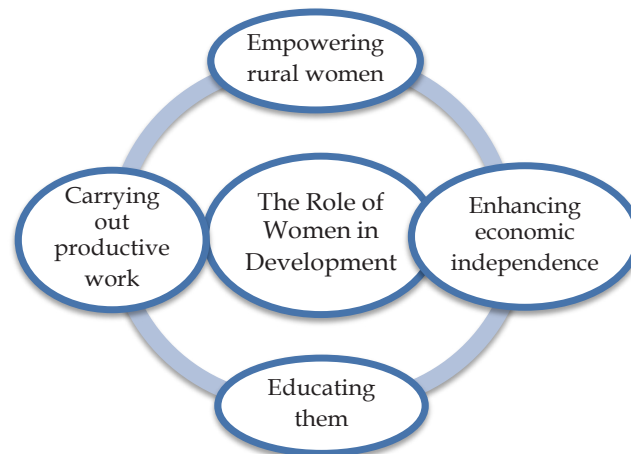 Empowering
rural women
Carrying
out
productive
work
The Role of
Women in
Development
Enhancing
economic
independence
Educating
them